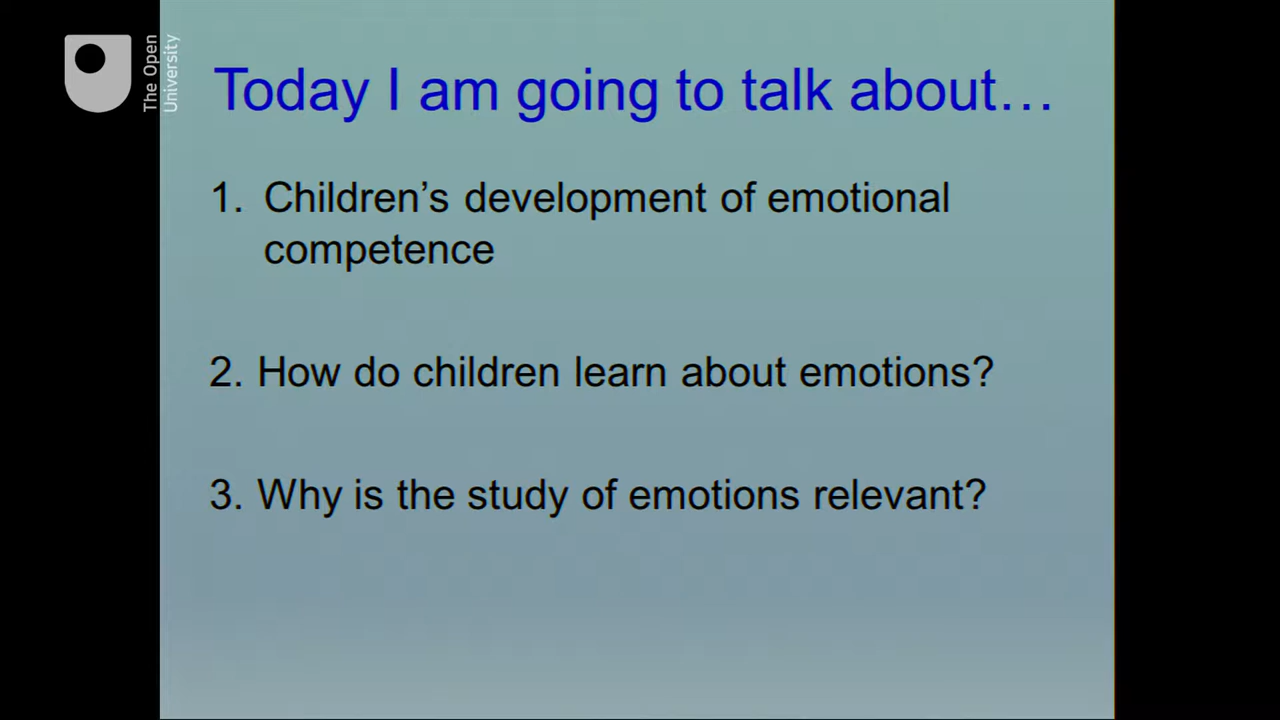 The Open
University
Today I am going to talk about…
1. Children’s development of emotional
competence
2. How do children learn about emotions?
3. Why is the study of emotions relevant?